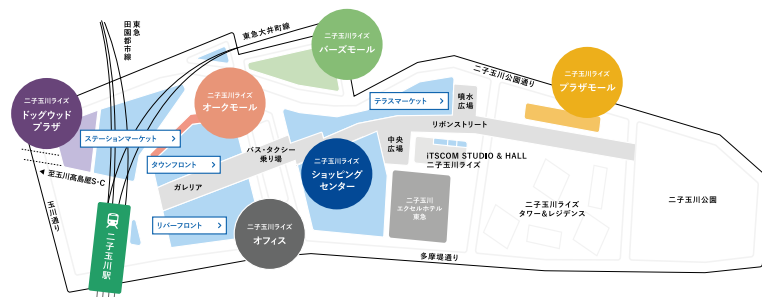 東急
田園都市線
東急大井町線
二子玉川ライズ
バーズモール
二子玉川公園通り
二子玉川ライズ
プラザモール
二子玉川ライズ
ドッグウッド
プラザ
二子玉川ライズ
オークモール
テラスマーケット
噴水
広場
リボンストリート
ステーションマーケット
バス・タクシー
乗り場
中央
広場
iTSCOM STUDIO & HALL
二子玉川ライズ
タウンフロント
二子玉川ライズ
ショッピング
センター
至玉川高島屋S・C
ガレリア
二子玉川
エクセルホテル
東急
二子玉川ライズ
タワー&レジデンス
二子玉川公園
玉川通り
二子玉川駅
リバーフロント
二子玉川ライズ
オフィス
多摩堤通り